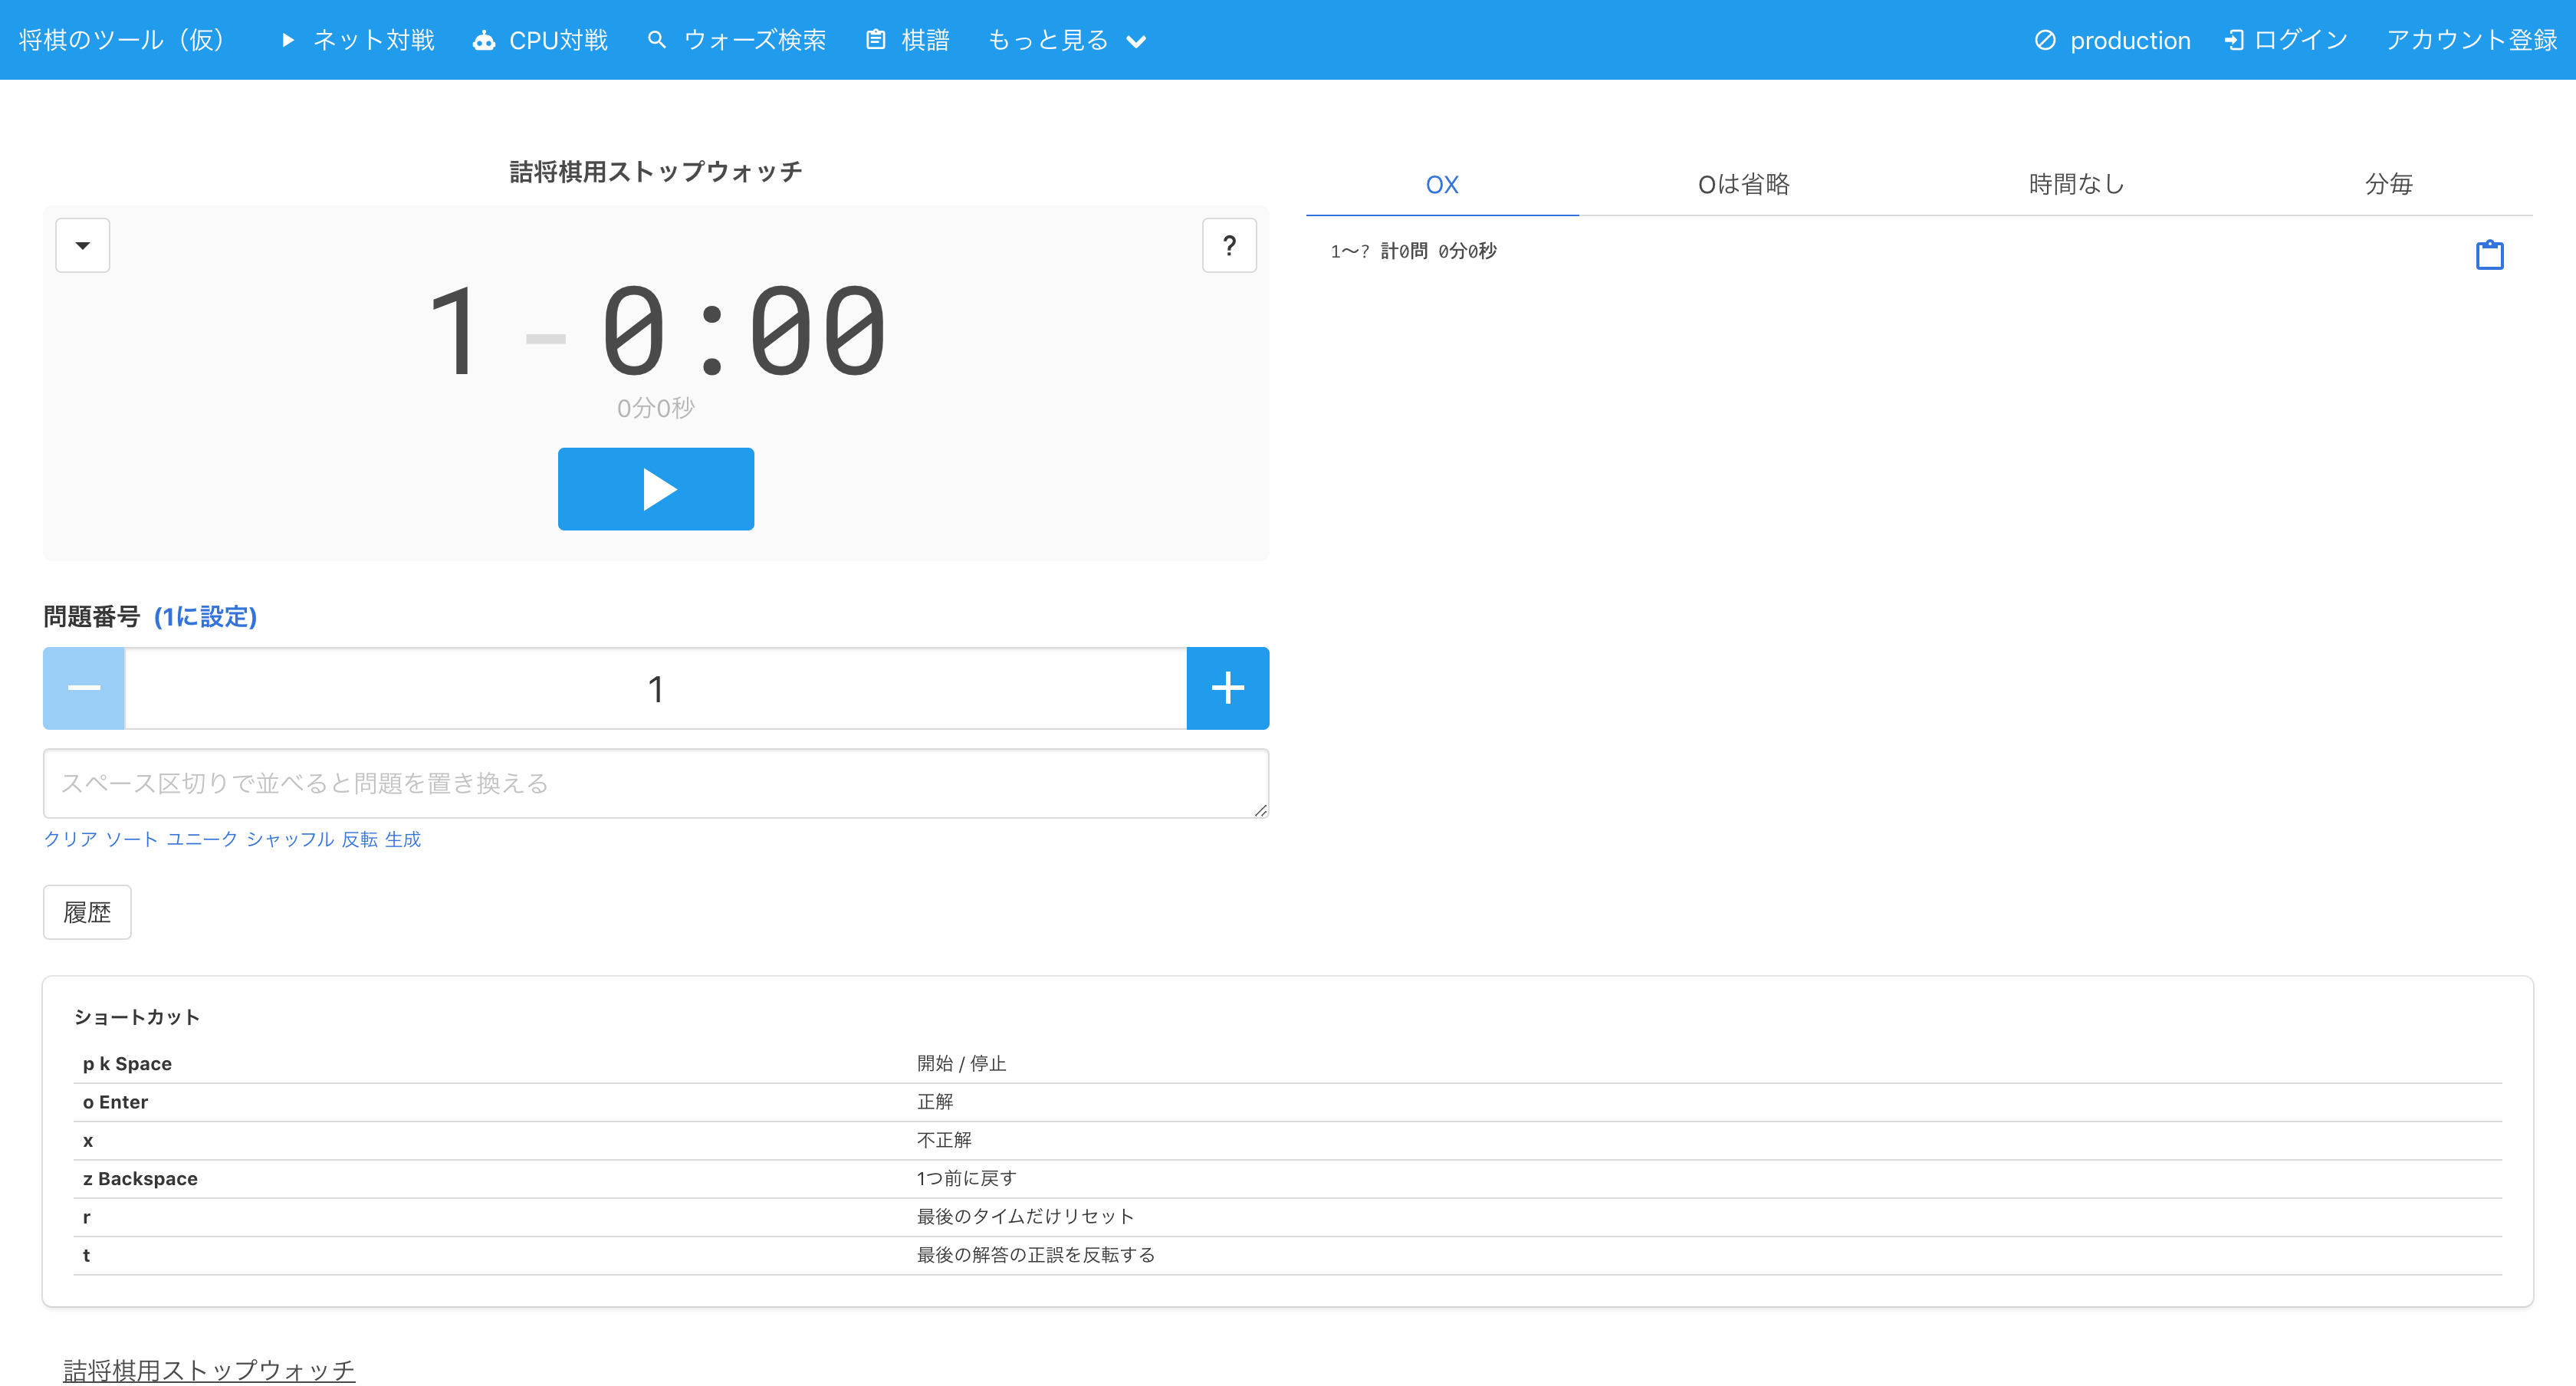 将棋のツール（仮） ネット対戦 CPU対戦 ウォーズ検索 棋譜 もっと見る production ログイン アカウント登録
詰将棋用ストップウォッチ
?
1 - 0:00
0分0秒
問題番号 (1に設定)
1
スペース区切りで並べると問題を置き換える
クリア ソート ユニーク シャッフル 反転 生成
履歴
OX Oは省略 時間なし 分毎
1〜? 計0問 0分0秒
ショートカット
p k Space 開始 / 停止
o Enter 正解
x 不正解
z Backspace 1つ前に戻す
r 最後のタイムだけリセット
t 最後の解答の正誤を反転する
詰将棋用ストップウォッチ